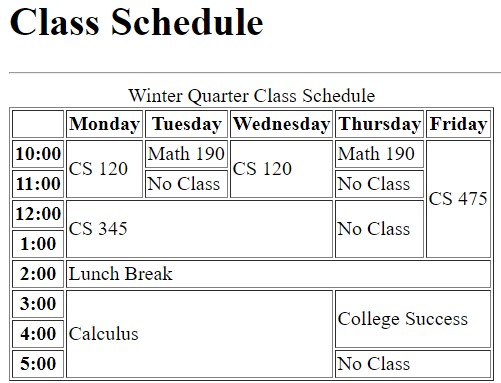 Class Schedule
Winter Quarter Class Schedule
Monday Tuesday Wednesday Thursday Friday
10:00 CS 120 Math 190 CS 120 Math 190 CS 475
11:00 No Class No Class
12:00 CS 345 No Class
1:00
2:00 Lunch Break
3:00 Calculus College Success
4:00
5:00 No Class